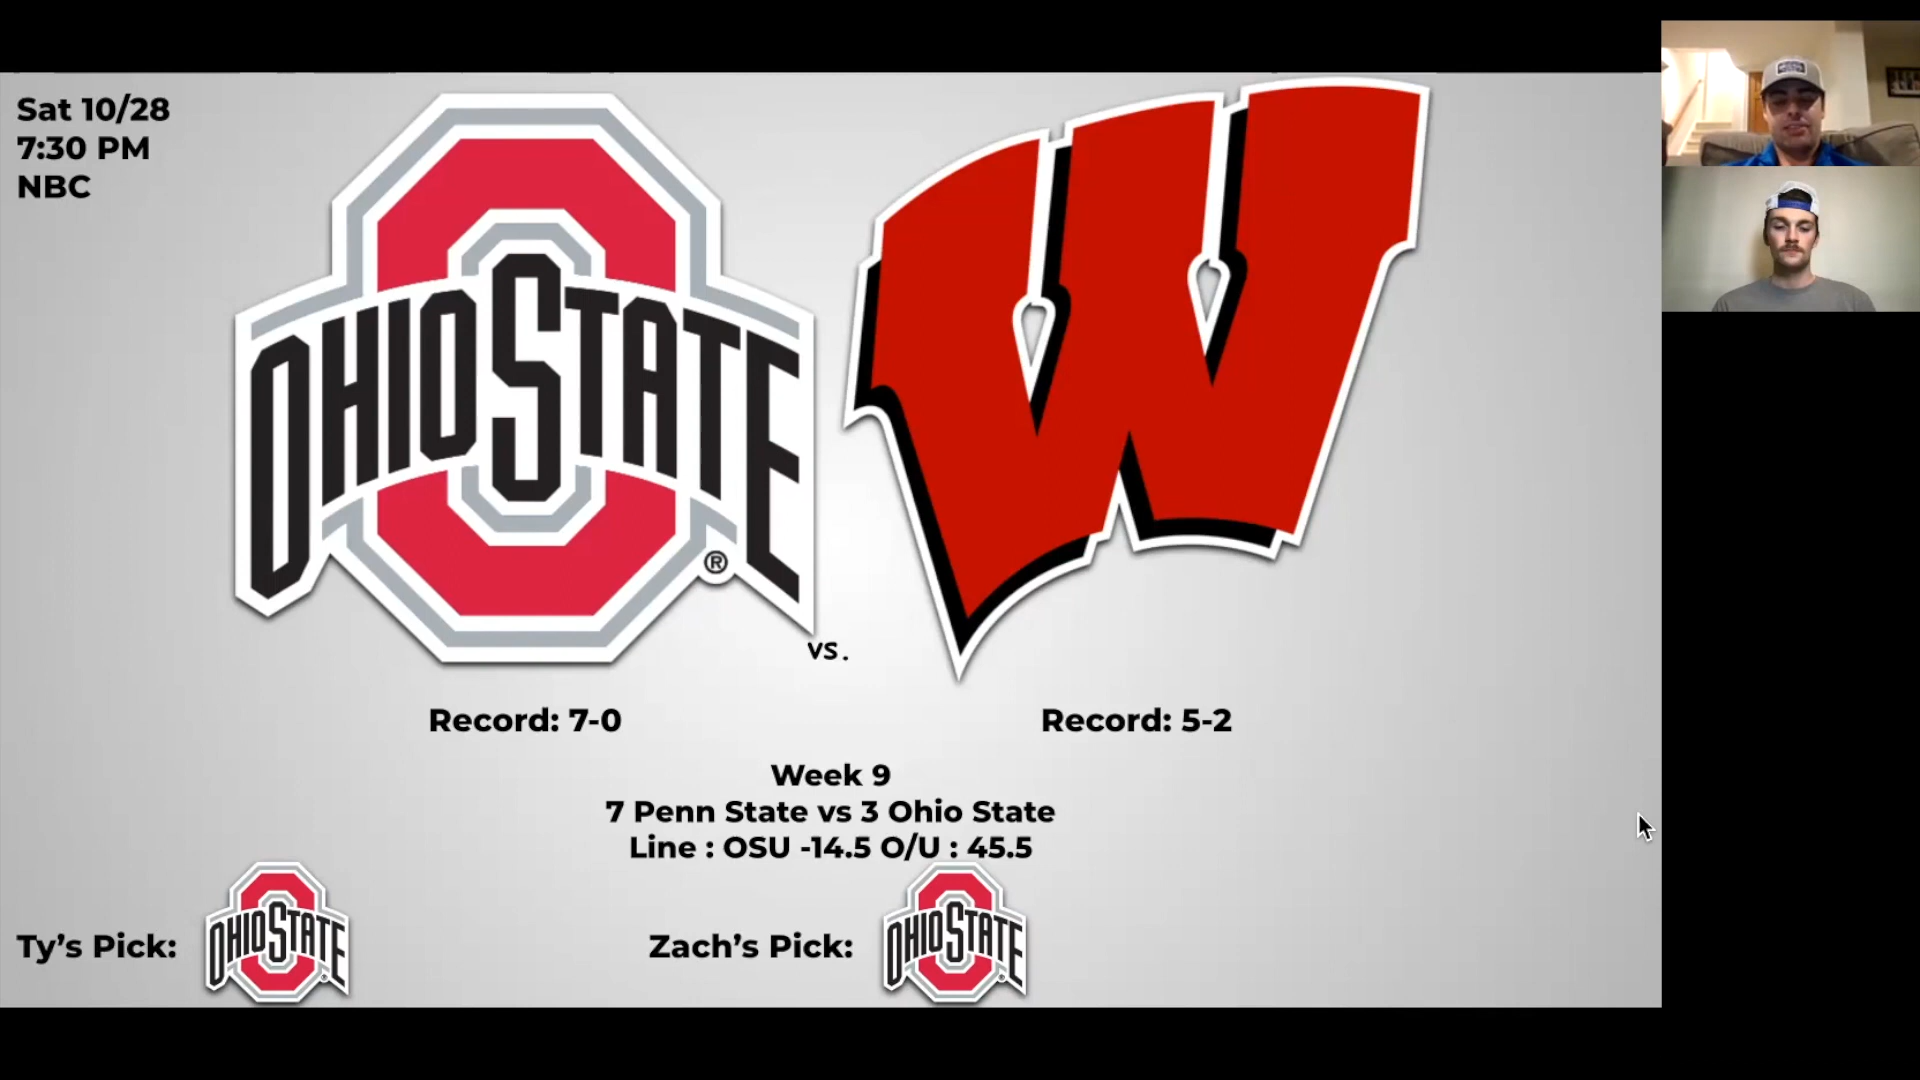 Sat 10/28
7:30 PM
NBC
OHIO STATE
®
W
vs.
Record: 7-0
Record: 5-2
Week 9
7 Penn State vs 3 Ohio State
Line : OSU -14.5 O/U : 45.5
Ty's Pick:
OHIO STATE
Zach's Pick:
OHIO STATE